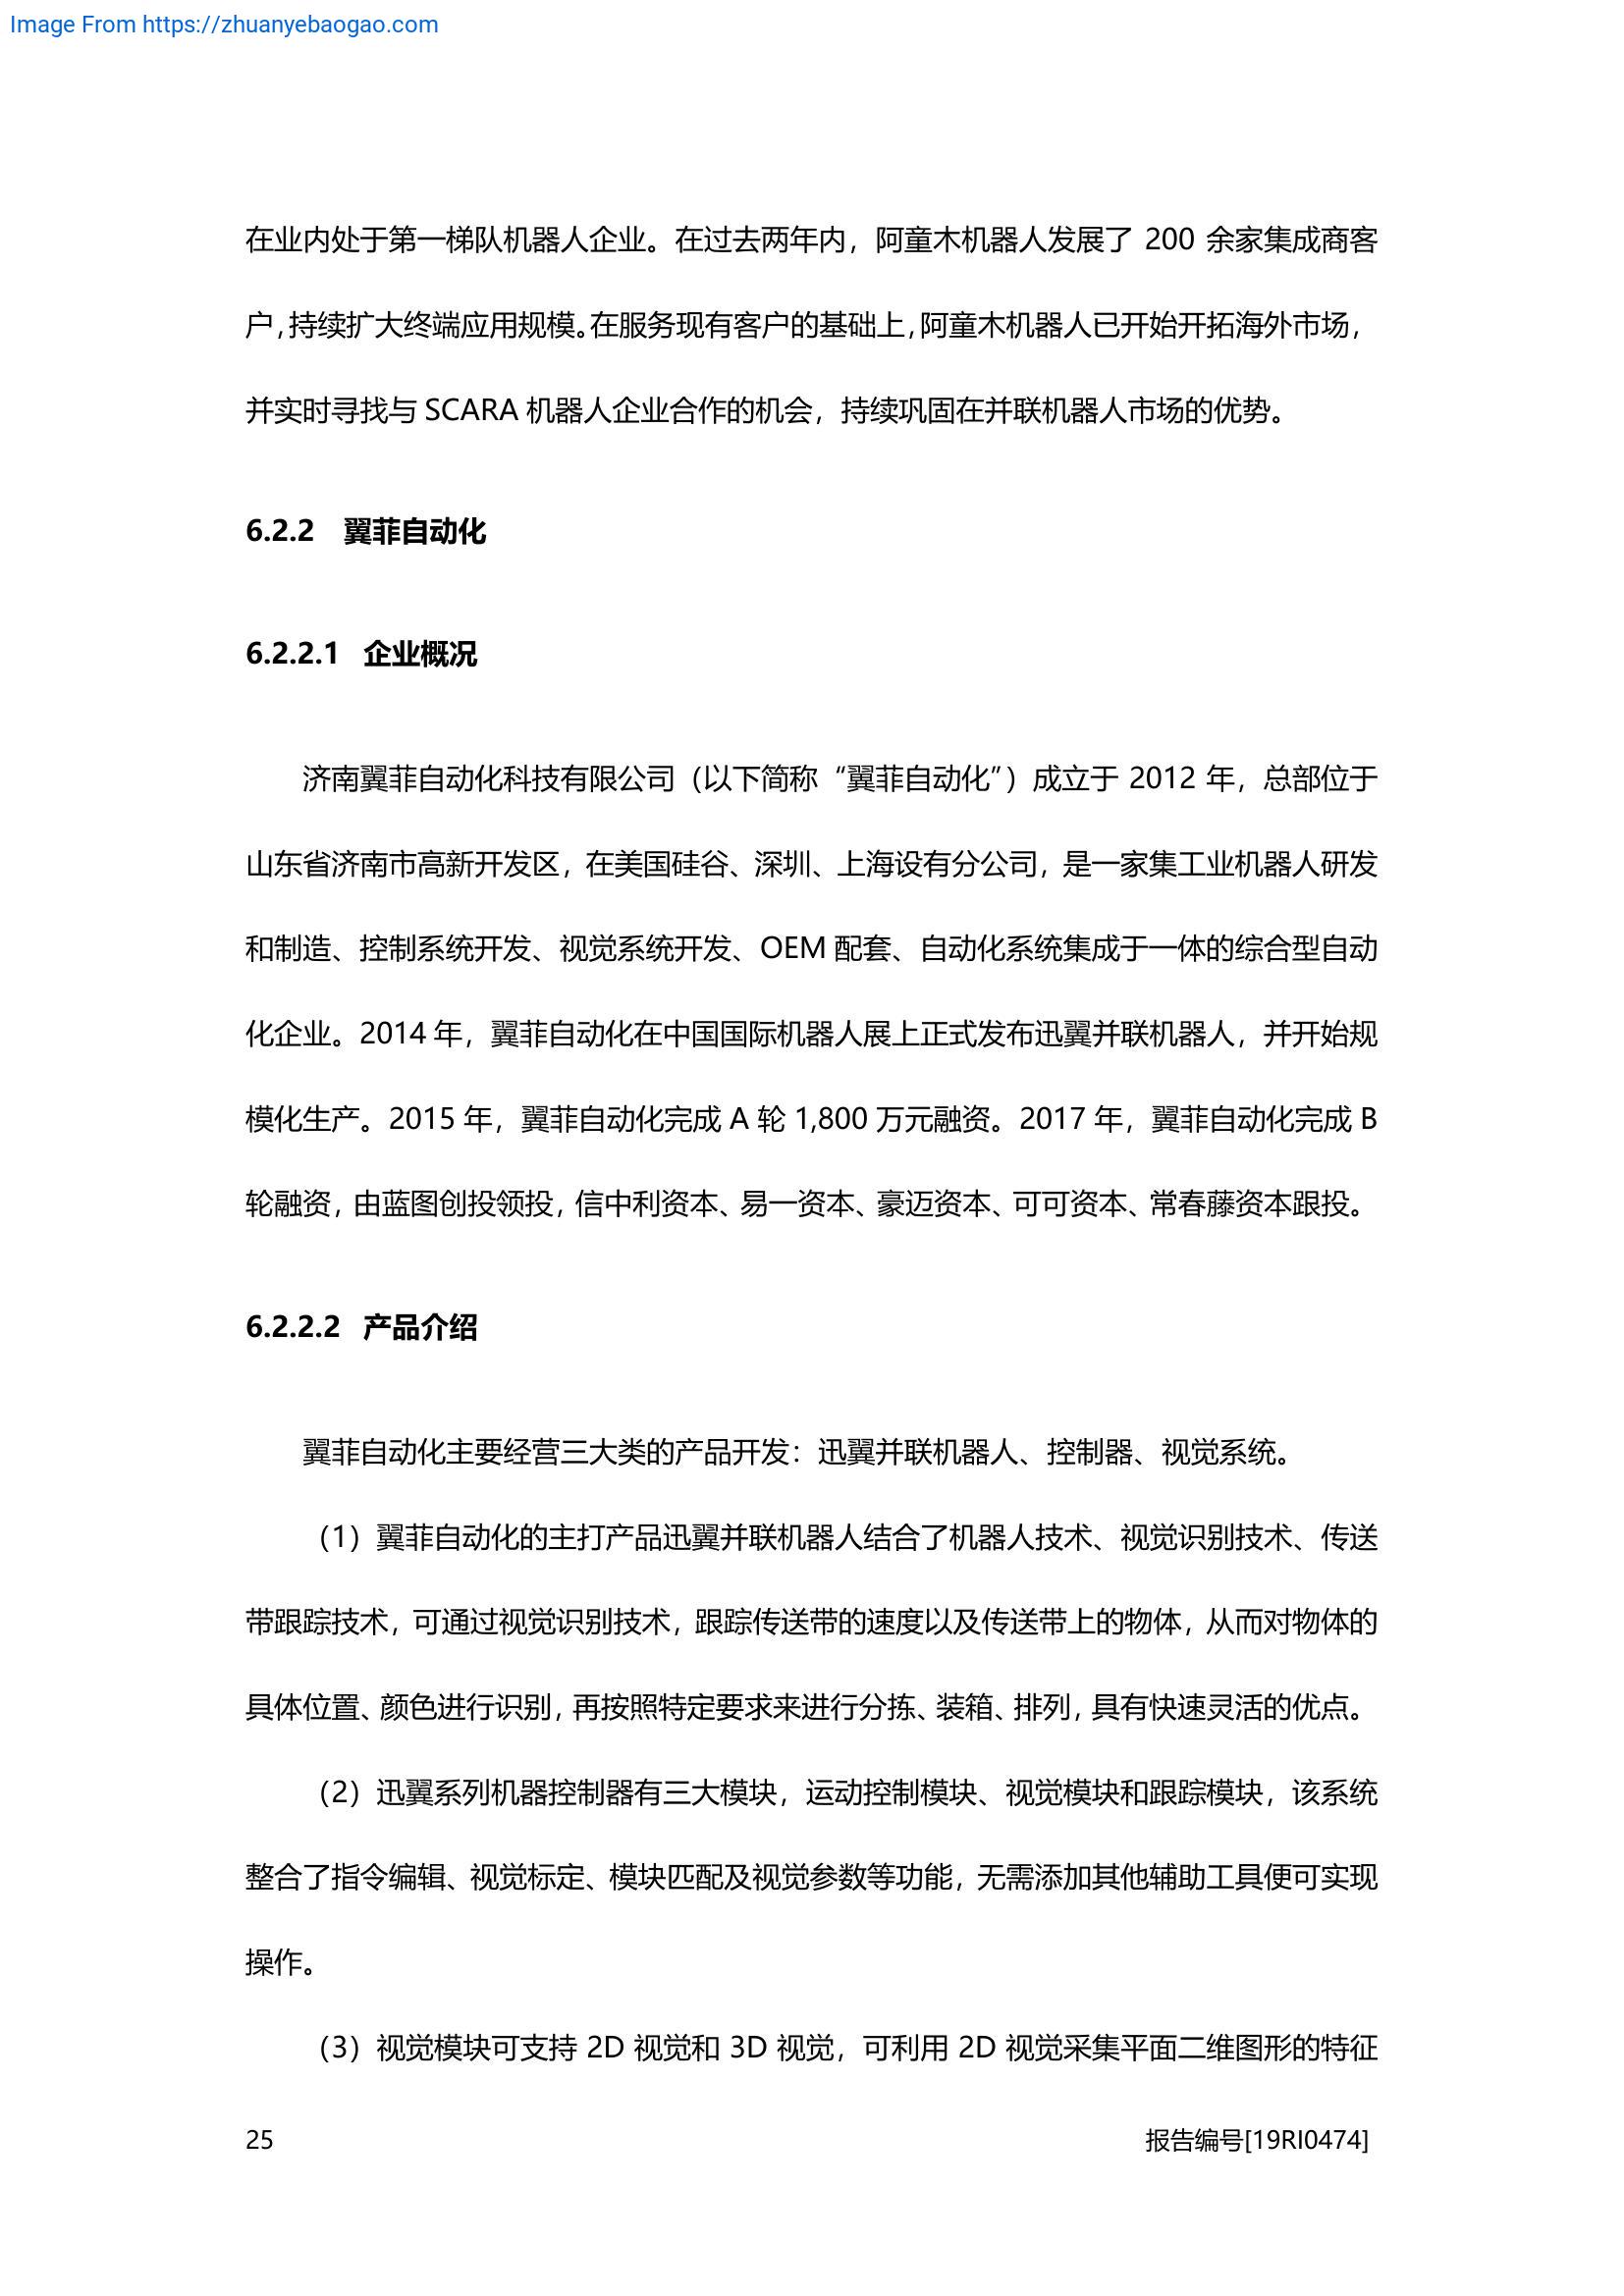 Image From https://zhuanyebaogao.com
在业内处于第一梯队机器人企业。在过去两年内，阿童木机器人发展了 200 余家集成商客
户，持续扩大终端应用规模。在服务现有客户的基础上，阿童木机器人已开始开拓海外市场，
并实时寻找与 SCARA 机器人企业合作的机会，持续巩固在并联机器人市场的优势。
6.2.2 翼菲自动化
6.2.2.1 企业概况
济南翼菲自动化科技有限公司（以下简称“翼菲自动化”）成立于 2012 年，总部位于
山东省济南市高新开发区，在美国硅谷、深圳、上海设有分公司，是一家集工业机器人研发
和制造、控制系统开发、视觉系统开发、OEM 配套、自动化系统集成于一体的综合型自动
化企业。2014 年，翼菲自动化在中国国际机器人展上正式发布迅翼并联机器人，并开始规
模化生产。2015 年，翼菲自动化完成 A 轮 1,800 万元融资。2017 年，翼菲自动化完成 B
轮融资，由蓝图创投领投，信中利资本、易一资本、豪迈资本、可可资本、常春藤资本跟投。
6.2.2.2 产品介绍
翼菲自动化主要经营三大类的产品开发：迅翼并联机器人、控制器、视觉系统。
（1）翼菲自动化的主打产品迅翼并联机器人结合了机器人技术、视觉识别技术、传送
带跟踪技术，可通过视觉识别技术，跟踪传送带的速度以及传送带上的物体，从而对物体的
具体位置、颜色进行识别，再按照特定要求来进行分拣、装箱、排列，具有快速灵活的优点。
（2）迅翼系列机器控制器有三大模块，运动控制模块、视觉模块和跟踪模块，该系统
整合了指令编辑、视觉标定、模块匹配及视觉参数等功能，无需添加其他辅助工具便可实现
操作。
（3）视觉模块可支持 2D 视觉和 3D 视觉，可利用 2D 视觉采集平面二维图形的特征
25 报告编号[19RI0474]